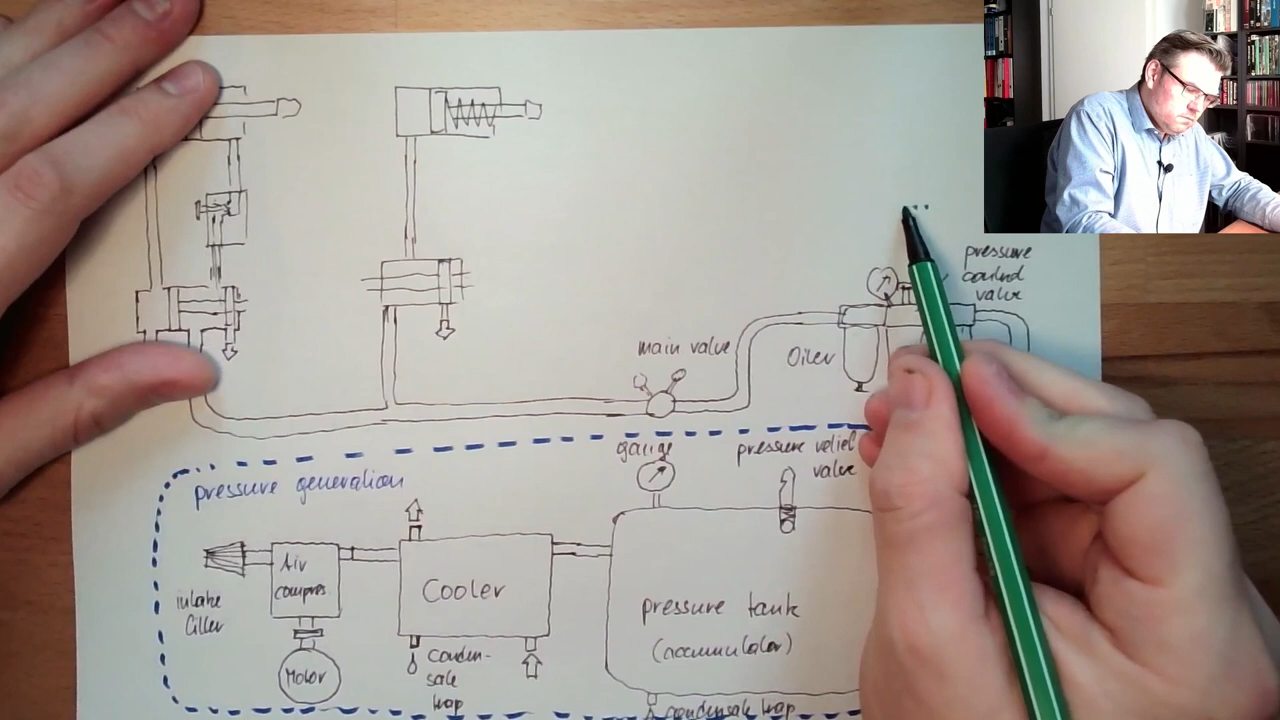 pressure
control
valve
main valve
Oiler
gauge
pressure relief
valve
pressure generation
Air
compres.
Cooler
intake
filter
pressure tank
(accumulator)
Motor
conden-
sate
trap
condensate trap